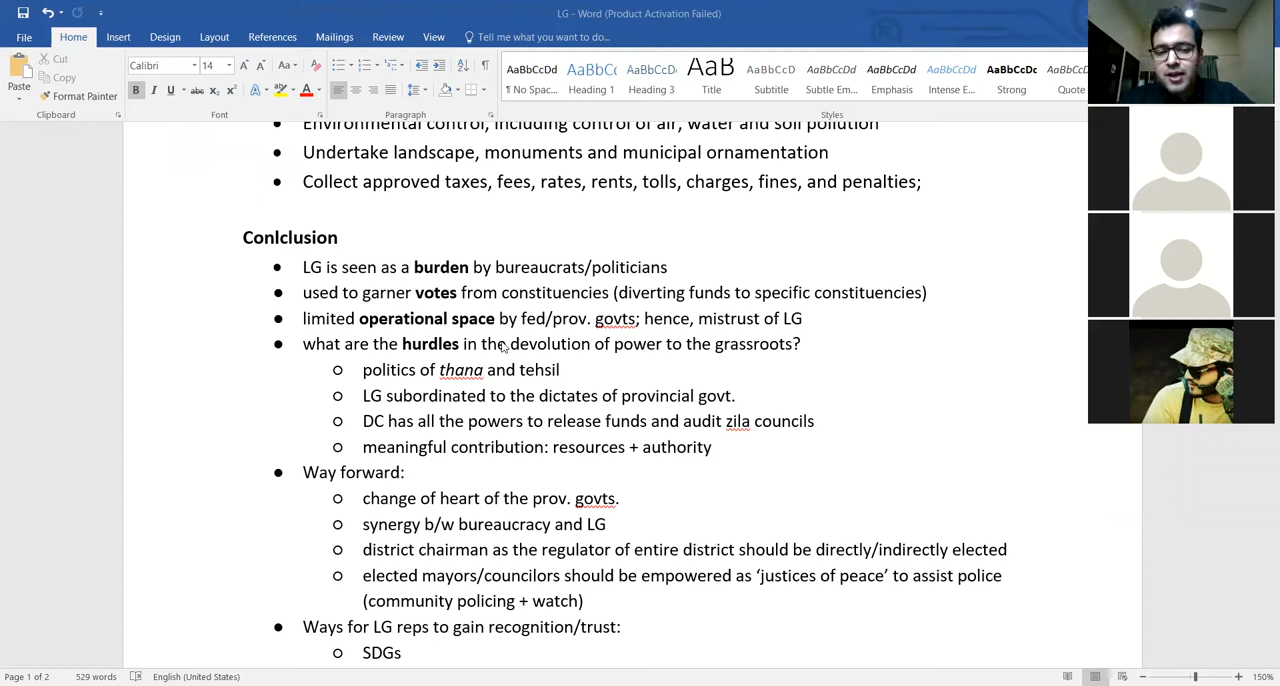 LG - Word (Product Activation Failed)
File Home Insert Design Layout References Mailings Review View Tell me what you want to do...
Paste
Cut
Copy
Format Painter
Clipboard
Calibri 14
Font
Paragraph
AaBbCcDd AaBbCc AaBbCcDc AaB AaBbCcD AaBbCcDd AaBbCcDd AaBbCcDd AaBbCcDc AaBbCcDd
¶ No Spac... Heading 1 Heading 3 Title Subtitle Subtle Em... Emphasis Intense E... Strong Quote
Styles
● Environmental control, including control of air, water and soil pollution
● Undertake landscape, monuments and municipal ornamentation
● Collect approved taxes, fees, rates, rents, tolls, charges, fines, and penalties;
Conlclusion
● LG is seen as a burden by bureaucrats/politicians
● used to garner votes from constituencies (diverting funds to specific constituencies)
● limited operational space by fed/prov. govts; hence, mistrust of LG
● what are the hurdles in the devolution of power to the grassroots?
○ politics of thana and tehsil
○ LG subordinated to the dictates of provincial govt.
○ DC has all the powers to release funds and audit zila councils
○ meaningful contribution: resources + authority
● Way forward:
○ change of heart of the prov. govts.
○ synergy b/w bureaucracy and LG
○ district chairman as the regulator of entire district should be directly/indirectly elected
○ elected mayors/councilors should be empowered as ‘justices of peace’ to assist police
(community policing + watch)
● Ways for LG reps to gain recognition/trust:
○ SDGs
Page 1 of 2 529 words English (United States) 150%